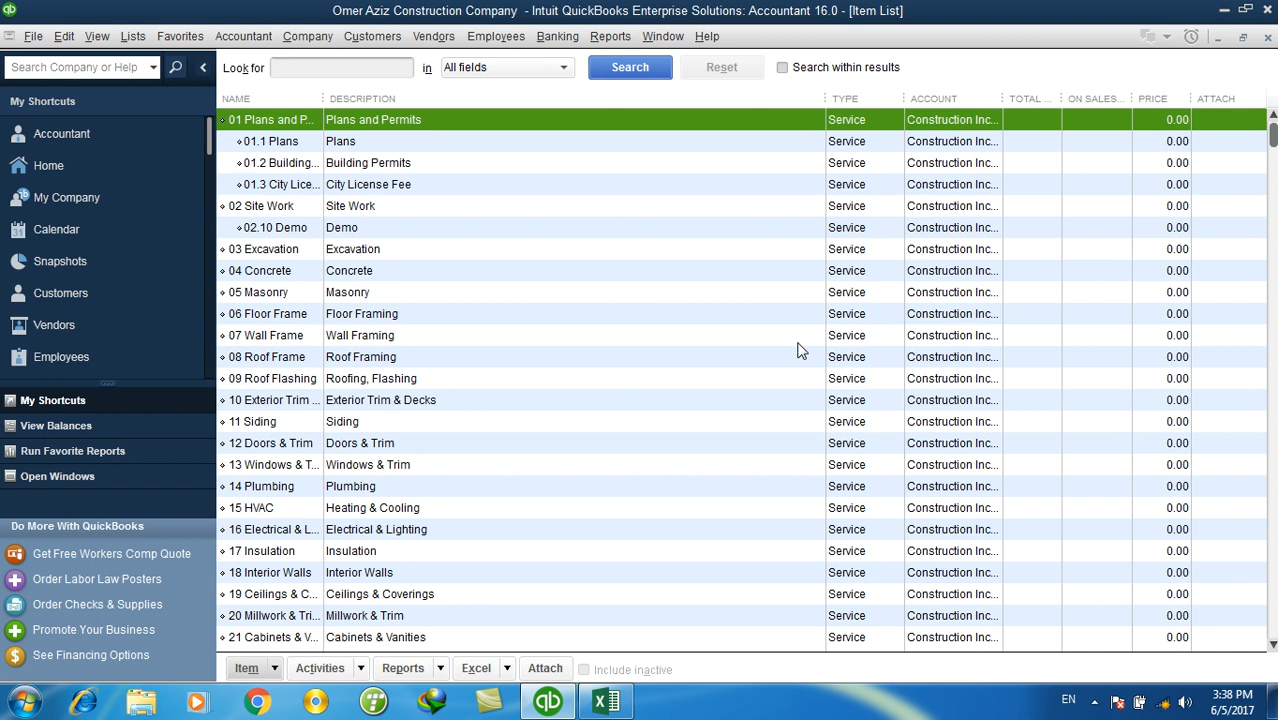 Omer Aziz Construction Company - Intuit QuickBooks Enterprise Solutions: Accountant 16.0 - [Item List]
File Edit View Lists Favorites Accountant Company Customers Vendors Employees Banking Reports Window Help
Search Company or Help
Look for in All fields Search Reset Search within results
My Shortcuts
Accountant
Home
My Company
Calendar
31
Snapshots
Customers
Vendors
Employees
My Shortcuts
View Balances
Run Favorite Reports
Open Windows
Do More With QuickBooks
Get Free Workers Comp Quote
Order Labor Law Posters
Order Checks & Supplies
Promote Your Business
See Financing Options
NAME DESCRIPTION TYPE ACCOUNT TOTAL ... ON SALES... PRICE ATTACH
01 Plans and P... Plans and Permits Service Construction Inc... 0.00
01.1 Plans Plans Service Construction Inc... 0.00
01.2 Building... Building Permits Service Construction Inc... 0.00
01.3 City Lice... City License Fee Service Construction Inc... 0.00
02 Site Work Site Work Service Construction Inc... 0.00
02.10 Demo Demo Service Construction Inc... 0.00
03 Excavation Excavation Service Construction Inc... 0.00
04 Concrete Concrete Service Construction Inc... 0.00
05 Masonry Masonry Service Construction Inc... 0.00
06 Floor Frame Floor Framing Service Construction Inc... 0.00
07 Wall Frame Wall Framing Service Construction Inc... 0.00
08 Roof Frame Roof Framing Service Construction Inc... 0.00
09 Roof Flashing Roofing, Flashing Service Construction Inc... 0.00
10 Exterior Trim ... Exterior Trim & Decks Service Construction Inc... 0.00
11 Siding Siding Service Construction Inc... 0.00
12 Doors & Trim Doors & Trim Service Construction Inc... 0.00
13 Windows & T... Windows & Trim Service Construction Inc... 0.00
14 Plumbing Plumbing Service Construction Inc... 0.00
15 HVAC Heating & Cooling Service Construction Inc... 0.00
16 Electrical & L... Electrical & Lighting Service Construction Inc... 0.00
17 Insulation Insulation Service Construction Inc... 0.00
18 Interior Walls Interior Walls Service Construction Inc... 0.00
19 Ceilings & C... Ceilings & Coverings Service Construction Inc... 0.00
20 Millwork & Tri... Millwork & Trim Service Construction Inc... 0.00
21 Cabinets & V... Cabinets & Vanities Service Construction Inc... 0.00
Item Activities Reports Excel Attach Include inactive
EN 3:38 PM
6/5/2017